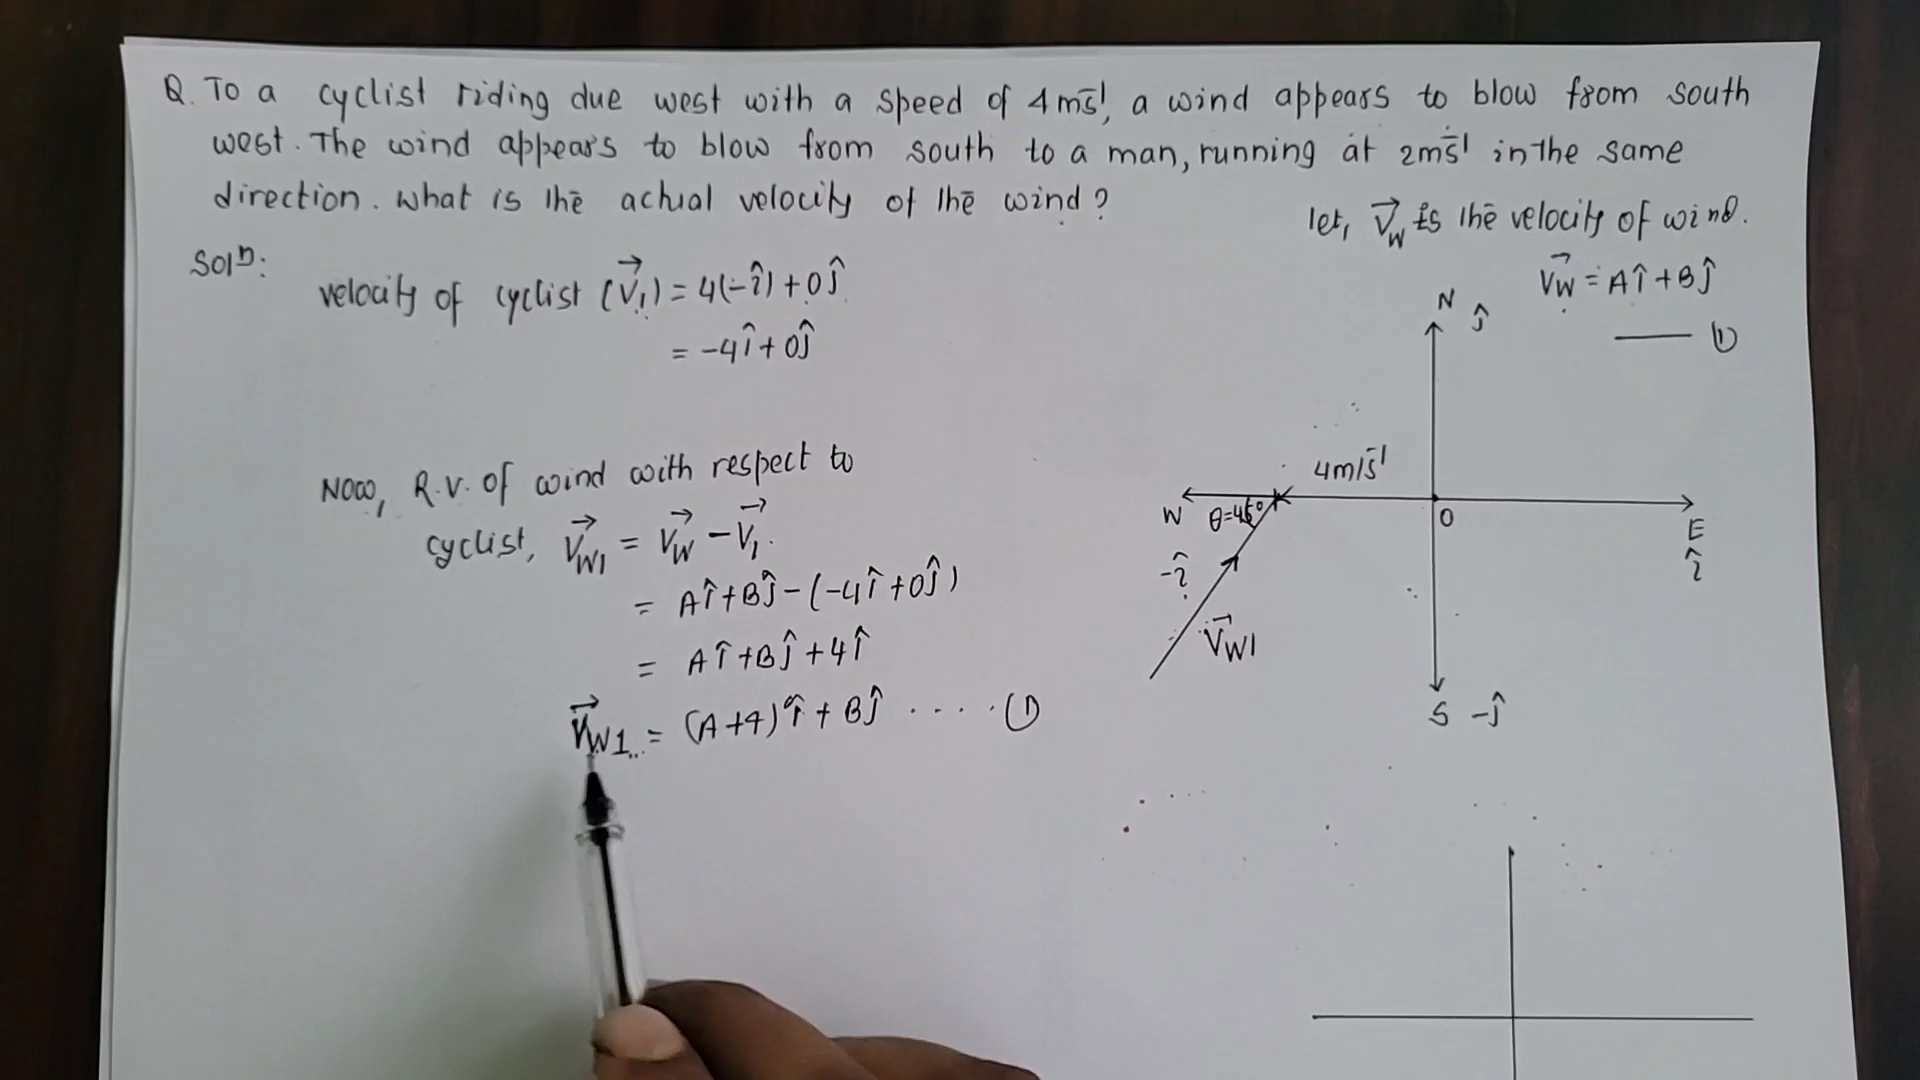 Q. To a cyclist riding due west with a speed of 4 ms⁻¹, a wind appears to blow from south
west. The wind appears to blow from south to a man, running at 2ms⁻¹ in the same
direction. What is the actual velocity of the wind?
let, V⃗w is the velocity of wind.
Solⁿ:
velocity of cyclist (V⃗₁) = 4(-î) + 0ĵ
V⃗w = Aî + Bĵ
= -4î + 0ĵ
—— ①
N ĵ
Now, R.V. of wind with respect to
4m/s⁻¹
cyclist, V⃗w1 = V⃗w - V⃗₁.
W θ=45° O E
= Aî + Bĵ - (-4î + 0ĵ)
-î î
= Aî + Bĵ + 4î
V⃗w1
V⃗w1 = (A+4)î + Bĵ ..... ①
S -ĵ